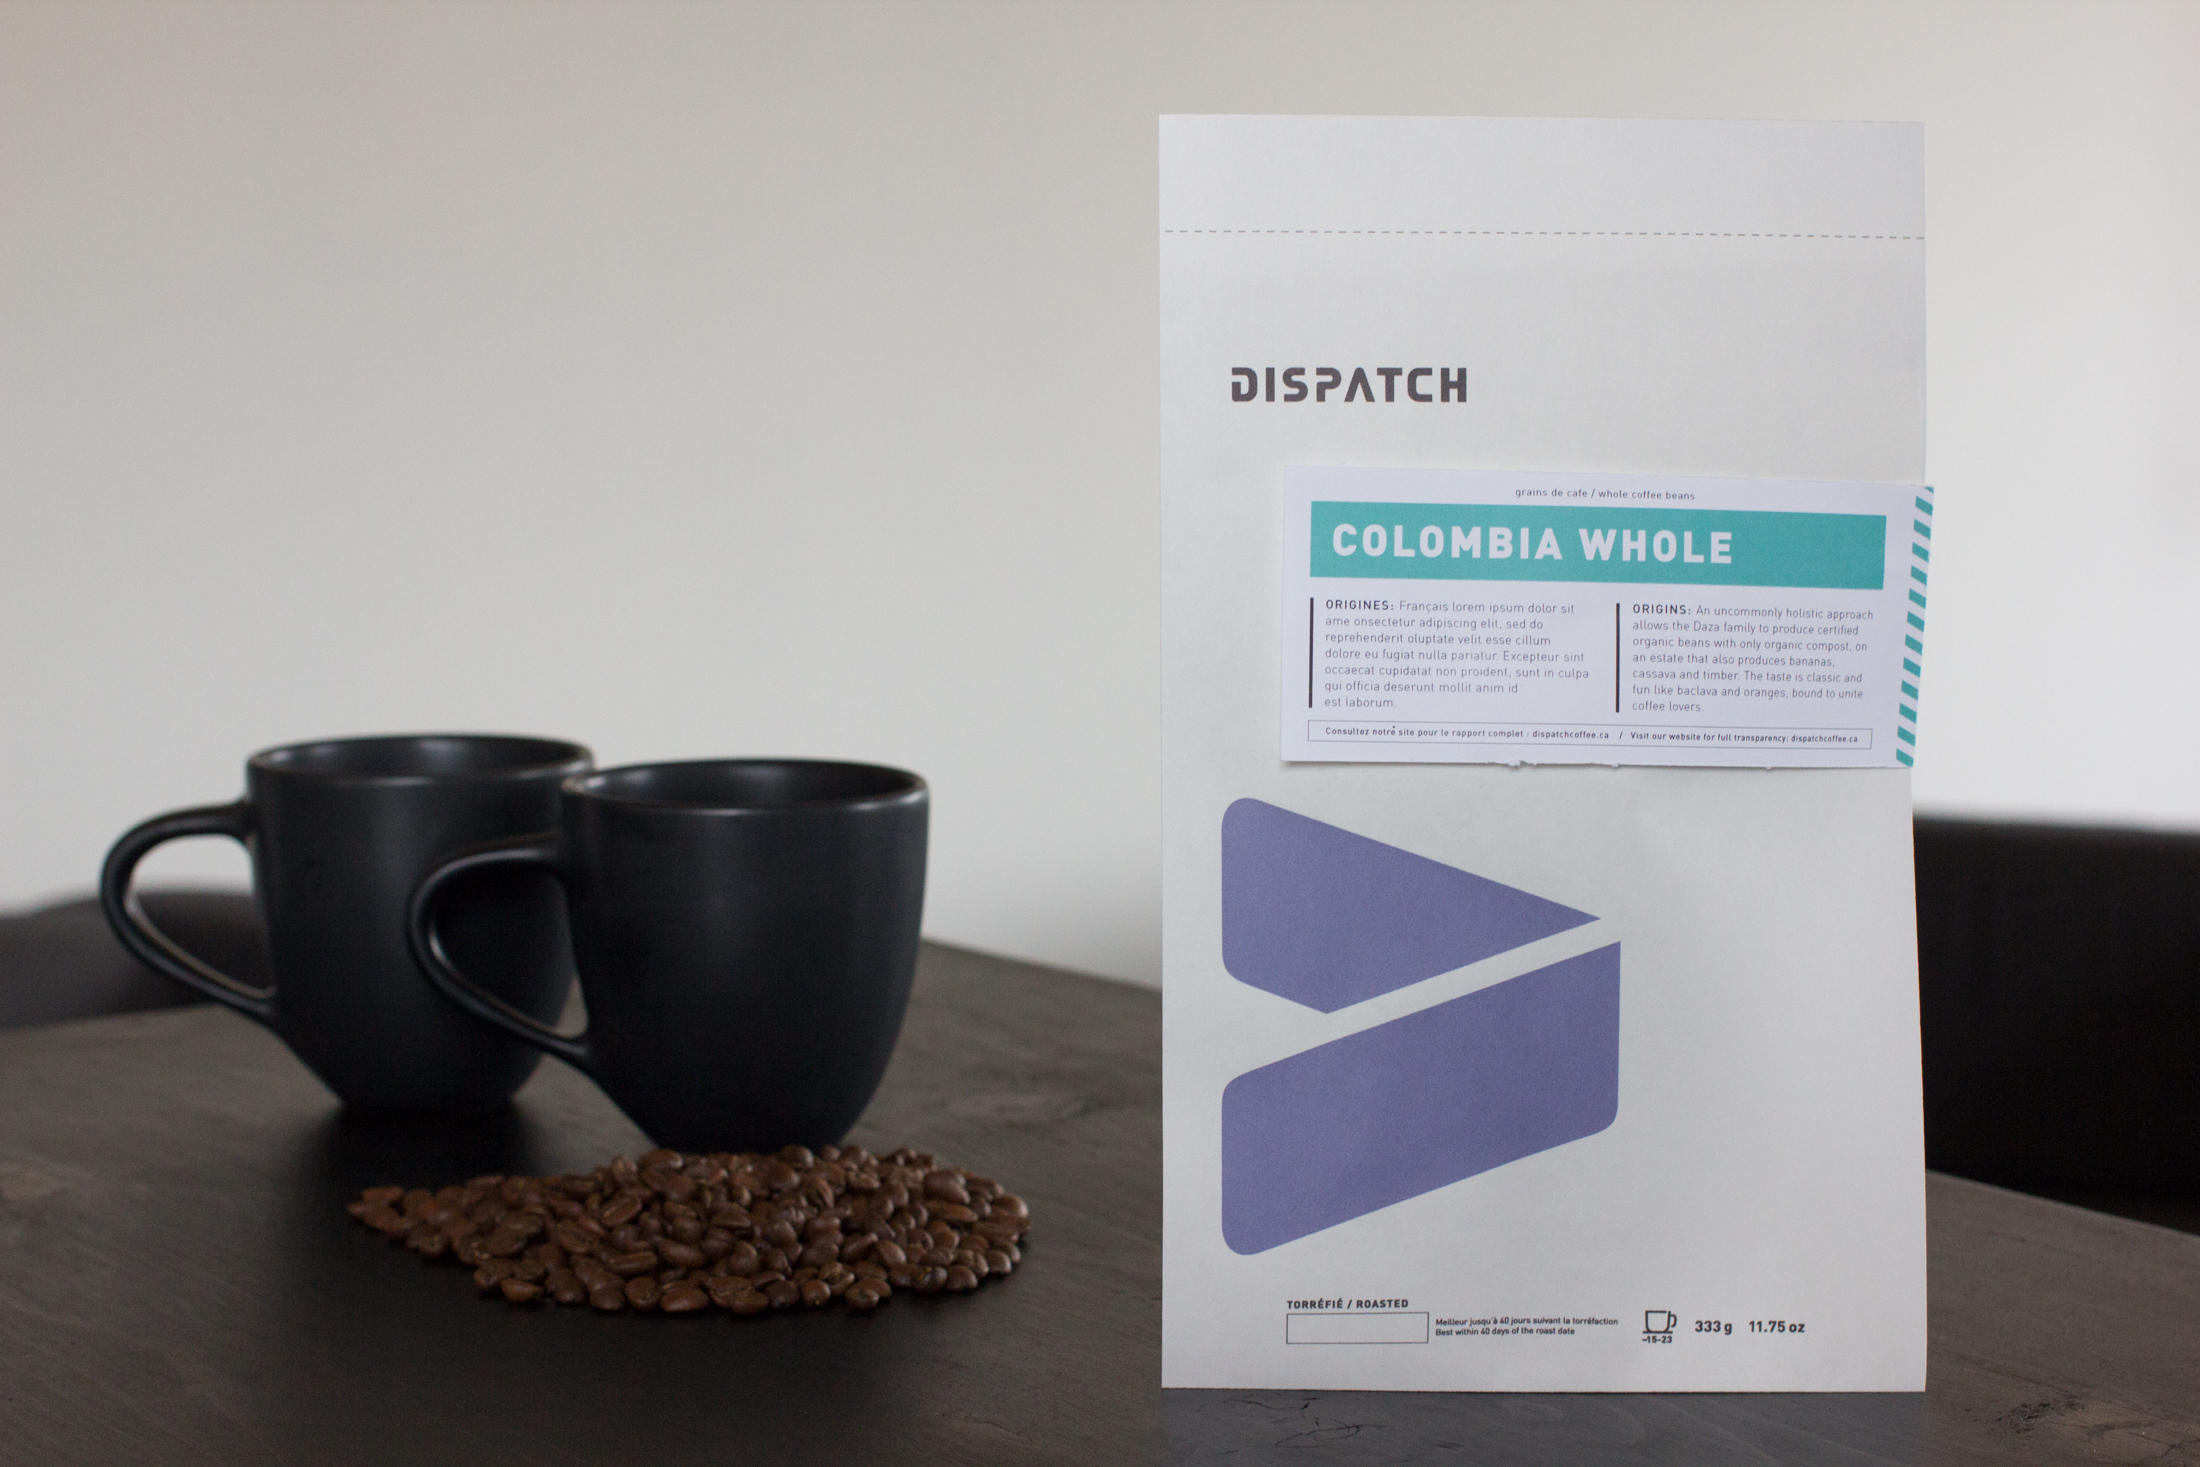 DISPATCH
grains de cafe / whole coffee beans
COLOMBIA WHOLE
ORIGINES: Français lorem ipsum dolor sit
ame onsectetur adipiscing elit, sed do
reprehenderit oluptate velit esse cillum
dolore eu fugiat nulla pariatur. Excepteur sint
occaecat cupidatat non proident, sunt in culpa
qui officia deserunt mollit anim id
est laborum.
ORIGINS: An uncommonly holistic approach
allows the Daza family to produce certified
organic beans with only organic compost, on
an estate that also produces bananas,
cassava and timber. The taste is classic and
fun like baclava and oranges, bound to unite
coffee lovers.
Consultez notre site pour le rapport complet : dispatchcoffee.ca / Visit our website for full transparency: dispatchcoffee.ca
TORRÉFIÉ / ROASTED
Meilleur jusqu'à 40 jours suivant la torréfaction
Best within 40 days of the roast date
~15-23
333 g 11.75 oz